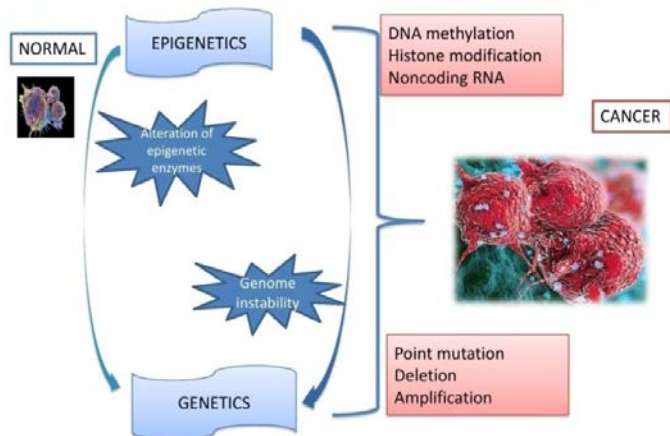 NORMAL
EPIGENETICS
DNA methylation
Histone modification
Noncoding RNA
Alteration of
epigenetic
enzymes
CANCER
Genome
instability
Point mutation
Deletion
Amplification
GENETICS